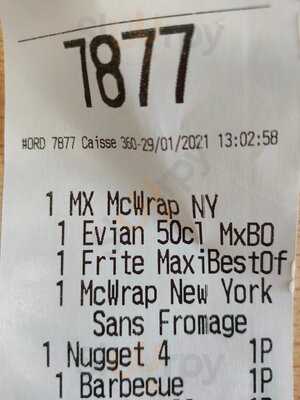 7877
#ORD 7877 Caisse 360-29/01/2021 13:02:58
1 MX McWrap NY
1 Evian 50cl MxBO
1 Frite MaxiBestOf
1 McWrap New York
Sans Fromage
1 Nugget 4 1P
1 Barbecue 1P